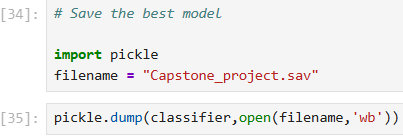 [34]: # Save the best model
import pickle
filename = "Capstone_project.sav"
[35]: pickle.dump(classifier,open(filename,'wb'))